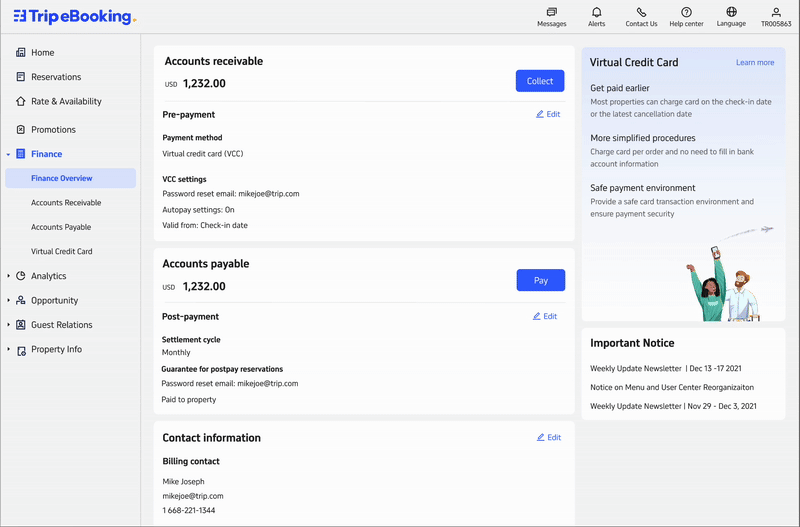 TripeBooking.
Messages
Alerts
Contact Us
Help center
Language
TR005863
Home
Reservations
Rate & Availability
Promotions
Finance
Finance Overview
Accounts Receivable
Accounts Payable
Virtual Credit Card
Analytics
Opportunity
Guest Relations
Property Info
Accounts receivable
USD 1,232.00
Collect
Pre-payment
Edit
Payment method
Virtual credit card (VCC)
VCC settings
Password reset email: mikejoe@trip.com
Autopay settings: On
Valid from: Check-in date
Accounts payable
USD 1,232.00
Pay
Post-payment
Edit
Settlement cycle
Monthly
Guarantee for postpay reservations
Password reset email: mikejoe@trip.com
Paid to property
Contact information
Edit
Billing contact
Mike Joseph
mikejoe@trip.com
1 668-221-1344
Virtual Credit Card
Learn more
Get paid earlier
Most properties can charge card on the check-in date
or the latest cancellation date
More simplified procedures
Charge card per order and no need to fill in bank
account information
Safe payment environment
Provide a safe card transaction environment and
ensure payment security
Important Notice
Weekly Update Newsletter | Dec 13 -17 2021
Notice on Menu and User Center Reorganizaiton
Weekly Update Newsletter | Nov 29 - Dec 3, 2021